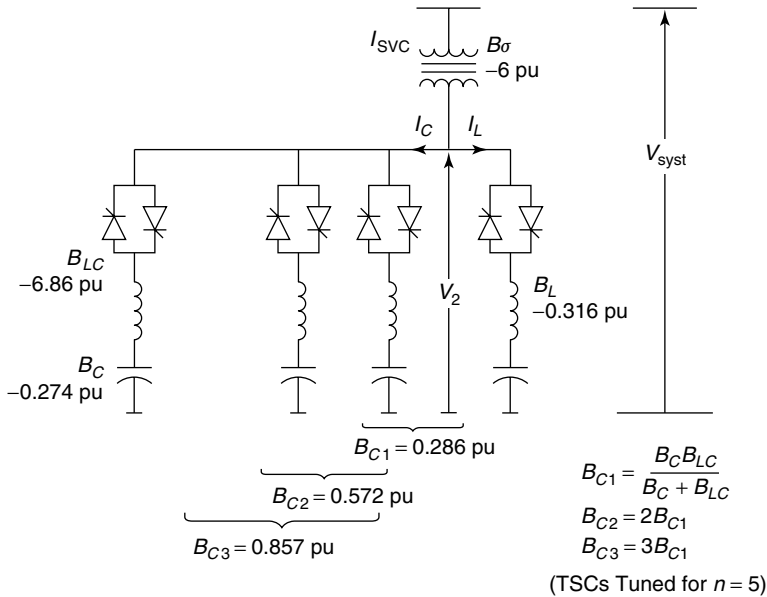 I_SVC
Bσ
−6 pu
I_C
I_L
V_syst
B_LC
−6.86 pu
V_2
B_L
−0.316 pu
B_C
−0.274 pu
B_C1 = 0.286 pu
B_C2 = 0.572 pu
B_C3 = 0.857 pu
B_C1 = B_C B_LC / B_C + B_LC
B_C2 = 2B_C1
B_C3 = 3B_C1
(TSCs Tuned for n = 5)